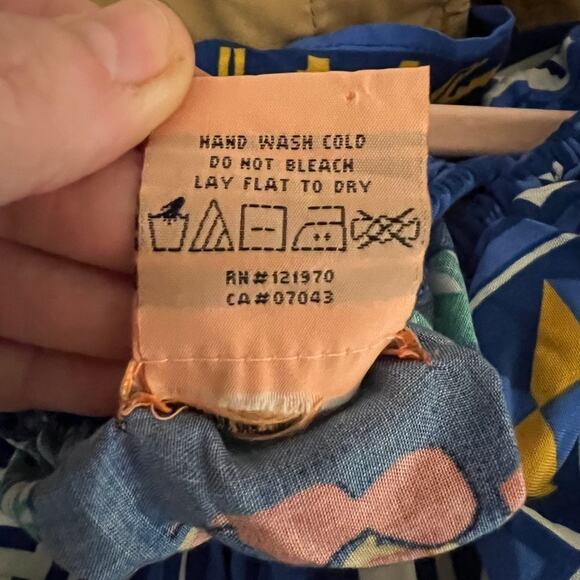 HAND WASH COLD
DO NOT BLEACH
LAY FLAT TO DRY
RN#121970
CA#07043